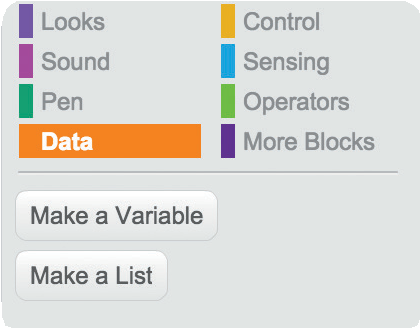 Looks Control
Sound Sensing
Pen Operators
Data More Blocks
Make a Variable
Make a List